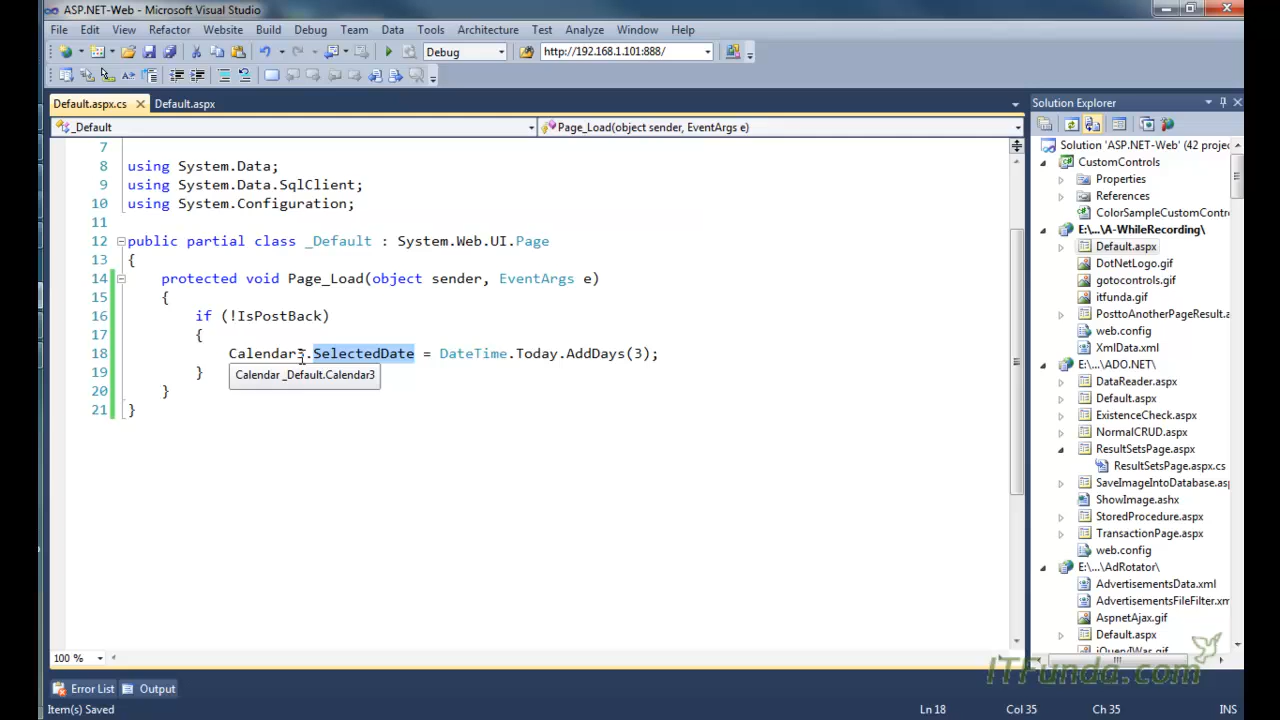 ASP.NET-Web - Microsoft Visual Studio
File Edit View Refactor Website Build Debug Team Data Tools Architecture Test Analyze Window Help
Debug http://192.168.1.101:888/
Default.aspx.cs Default.aspx
_Default Page_Load(object sender, EventArgs e)
7
8 using System.Data;
9 using System.Data.SqlClient;
10 using System.Configuration;
11
12 public partial class _Default : System.Web.UI.Page
13 {
14 protected void Page_Load(object sender, EventArgs e)
15 {
16 if (!IsPostBack)
17 {
18 Calendar3.SelectedDate = DateTime.Today.AddDays(3);
19 }
Calendar _Default.Calendar3
20 }
21 }
100 %
Solution Explorer
Solution 'ASP.NET-Web' (42 projec
CustomControls
Properties
References
ColorSampleCustomContr
E:\...\A-WhileRecording\
Default.aspx
DotNetLogo.gif
gotocontrols.gif
itfunda.gif
PosttoAnotherPageResult.a
web.config
XmlData.xml
E:\...\ADO.NET\
DataReader.aspx
Default.aspx
ExistenceCheck.aspx
NormalCRUD.aspx
ResultSetsPage.aspx
ResultSetsPage.aspx.cs
SaveImageIntoDatabase.asp
ShowImage.ashx
StoredProcedure.aspx
TransactionPage.aspx
web.config
E:\...\AdRotator\
AdvertisementsData.xml
AdvertisementsFileFilter.xm
AspnetAjax.gif
Default.aspx
jQueryIWas.gif
ITFunda.com
Error List Output
Item(s) Saved Ln 18 Col 35 Ch 35 INS